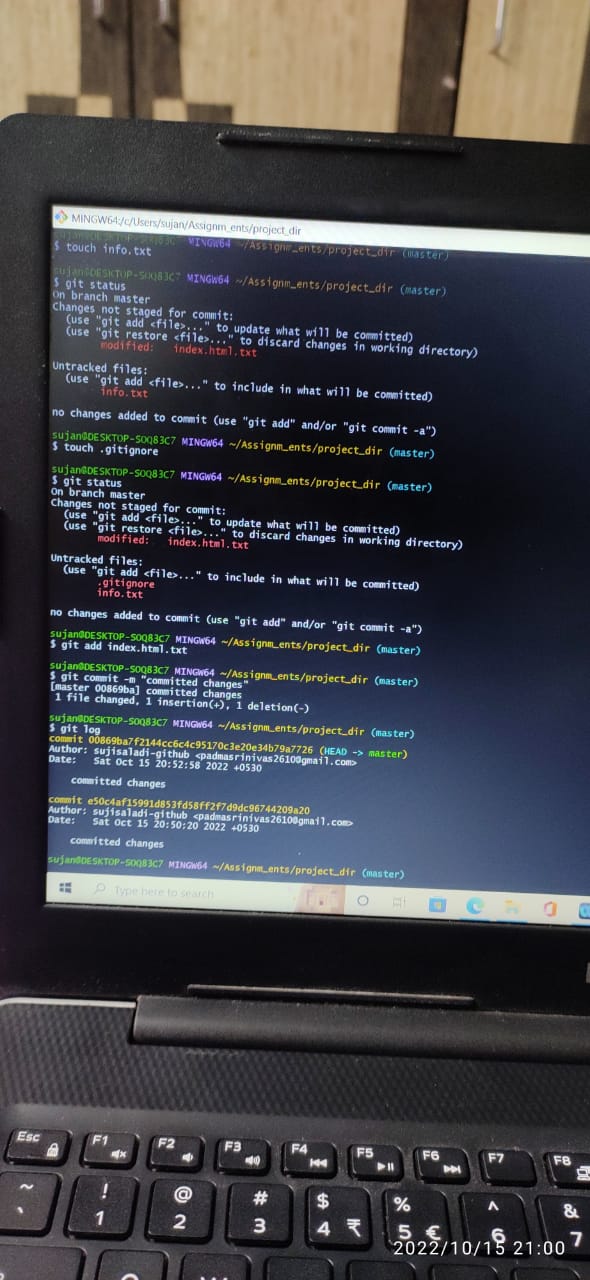 MINGW64:/c/Users/sujan/Assignm_ents/project_dir
MINGW64 ~/Assignm_ents/project_dir (master)
$ touch info.txt
sujan@DESKTOP-SOQ83C7 MINGW64 ~/Assignm_ents/project_dir (master)
$ git status
On branch master
Changes not staged for commit:
(use "git add <file>..." to update what will be committed)
(use "git restore <file>..." to discard changes in working directory)
modified: index.html.txt
Untracked files:
(use "git add <file>..." to include in what will be committed)
info.txt
no changes added to commit (use "git add" and/or "git commit -a")
sujan@DESKTOP-SOQ83C7 MINGW64 ~/Assignm_ents/project_dir (master)
$ touch .gitignore
sujan@DESKTOP-SOQ83C7 MINGW64 ~/Assignm_ents/project_dir (master)
$ git status
On branch master
Changes not staged for commit:
(use "git add <file>..." to update what will be committed)
(use "git restore <file>..." to discard changes in working directory)
modified: index.html.txt
Untracked files:
(use "git add <file>..." to include in what will be committed)
.gitignore
info.txt
no changes added to commit (use "git add" and/or "git commit -a")
sujan@DESKTOP-SOQ83C7 MINGW64 ~/Assignm_ents/project_dir (master)
$ git add index.html.txt
sujan@DESKTOP-SOQ83C7 MINGW64 ~/Assignm_ents/project_dir (master)
$ git commit -m "committed changes"
[master 00869ba] committed changes
1 file changed, 1 insertion(+), 1 deletion(-)
sujan@DESKTOP-SOQ83C7 MINGW64 ~/Assignm_ents/project_dir (master)
$ git log
commit 00869ba7f2144cc6c4c95170c3e20e34b79a7726 (HEAD -> master)
Author: sujisaladi-github <padmasrinivas2610@gmail.com>
Date: Sat Oct 15 20:52:58 2022 +0530
committed changes
commit e50c4af15991d853fd58ff2f7d9dc96744209a20
Author: sujisaladi-github <padmasrinivas2610@gmail.com>
Date: Sat Oct 15 20:50:20 2022 +0530
committed changes
sujan@DESKTOP-SOQ83C7 MINGW64 ~/Assignm_ents/project_dir (master)
Type here to search
Esc F1 F2 F3 F4 F5 F6 F7 F8
~ ! @ # $ % ^ &
` 1 2 3 4 ₹ 5 € 6 7
2022/10/15 21:00